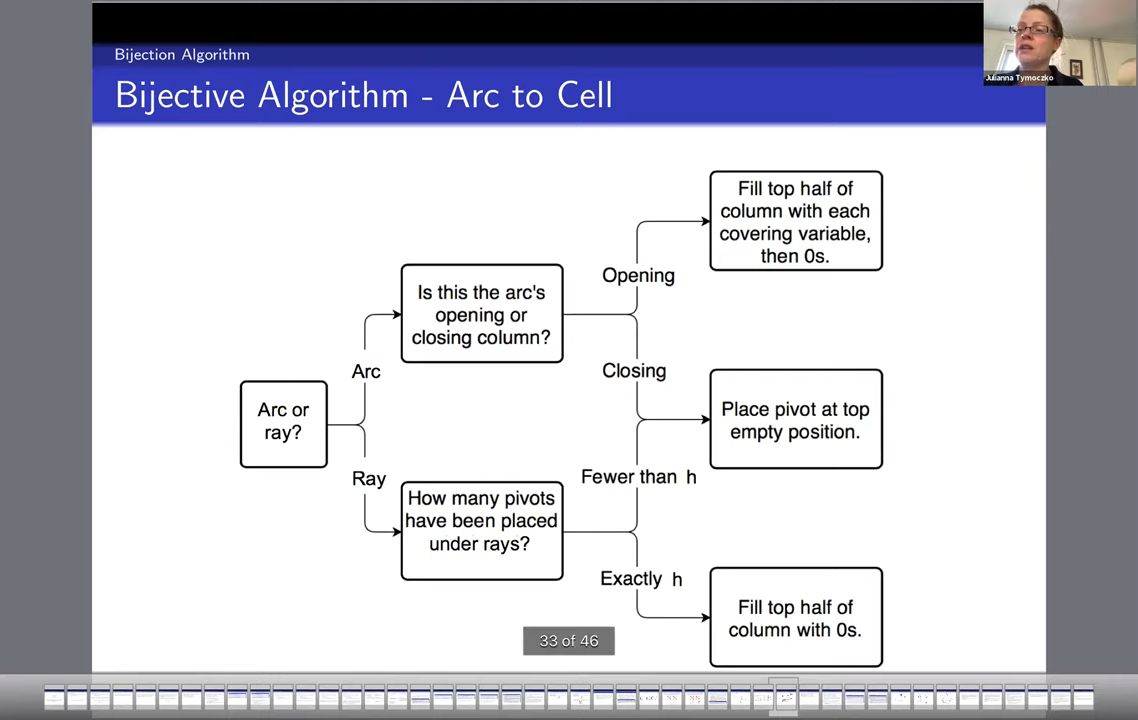 Bijection Algorithm
Bijective Algorithm - Arc to Cell
Julianna Tymoczko
Fill top half of
column with each
covering variable,
then 0s.
Opening
Is this the arc's
opening or
closing column?
Closing
Arc
Place pivot at top
empty position.
Arc or
ray?
Fewer than h
Ray
How many pivots
have been placed
under rays?
Exactly h
Fill top half of
column with 0s.
33 of 46